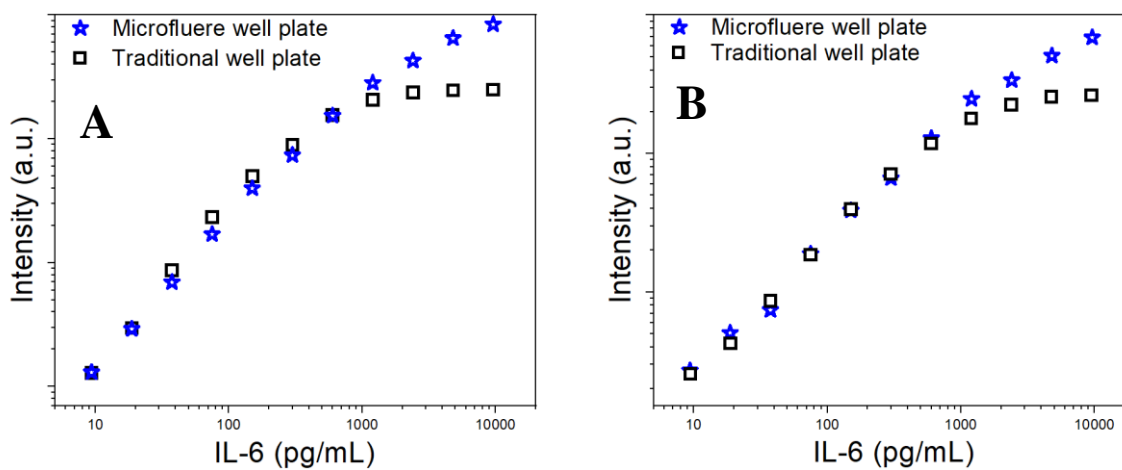 Microfluere well plate
Traditional well plate
A
Intensity (a.u.)
10 100 1000 10000
IL-6 (pg/mL)
Microfluere well plate
Traditional well plate
B
Intensity (a.u.)
10 100 1000 10000
IL-6 (pg/mL)